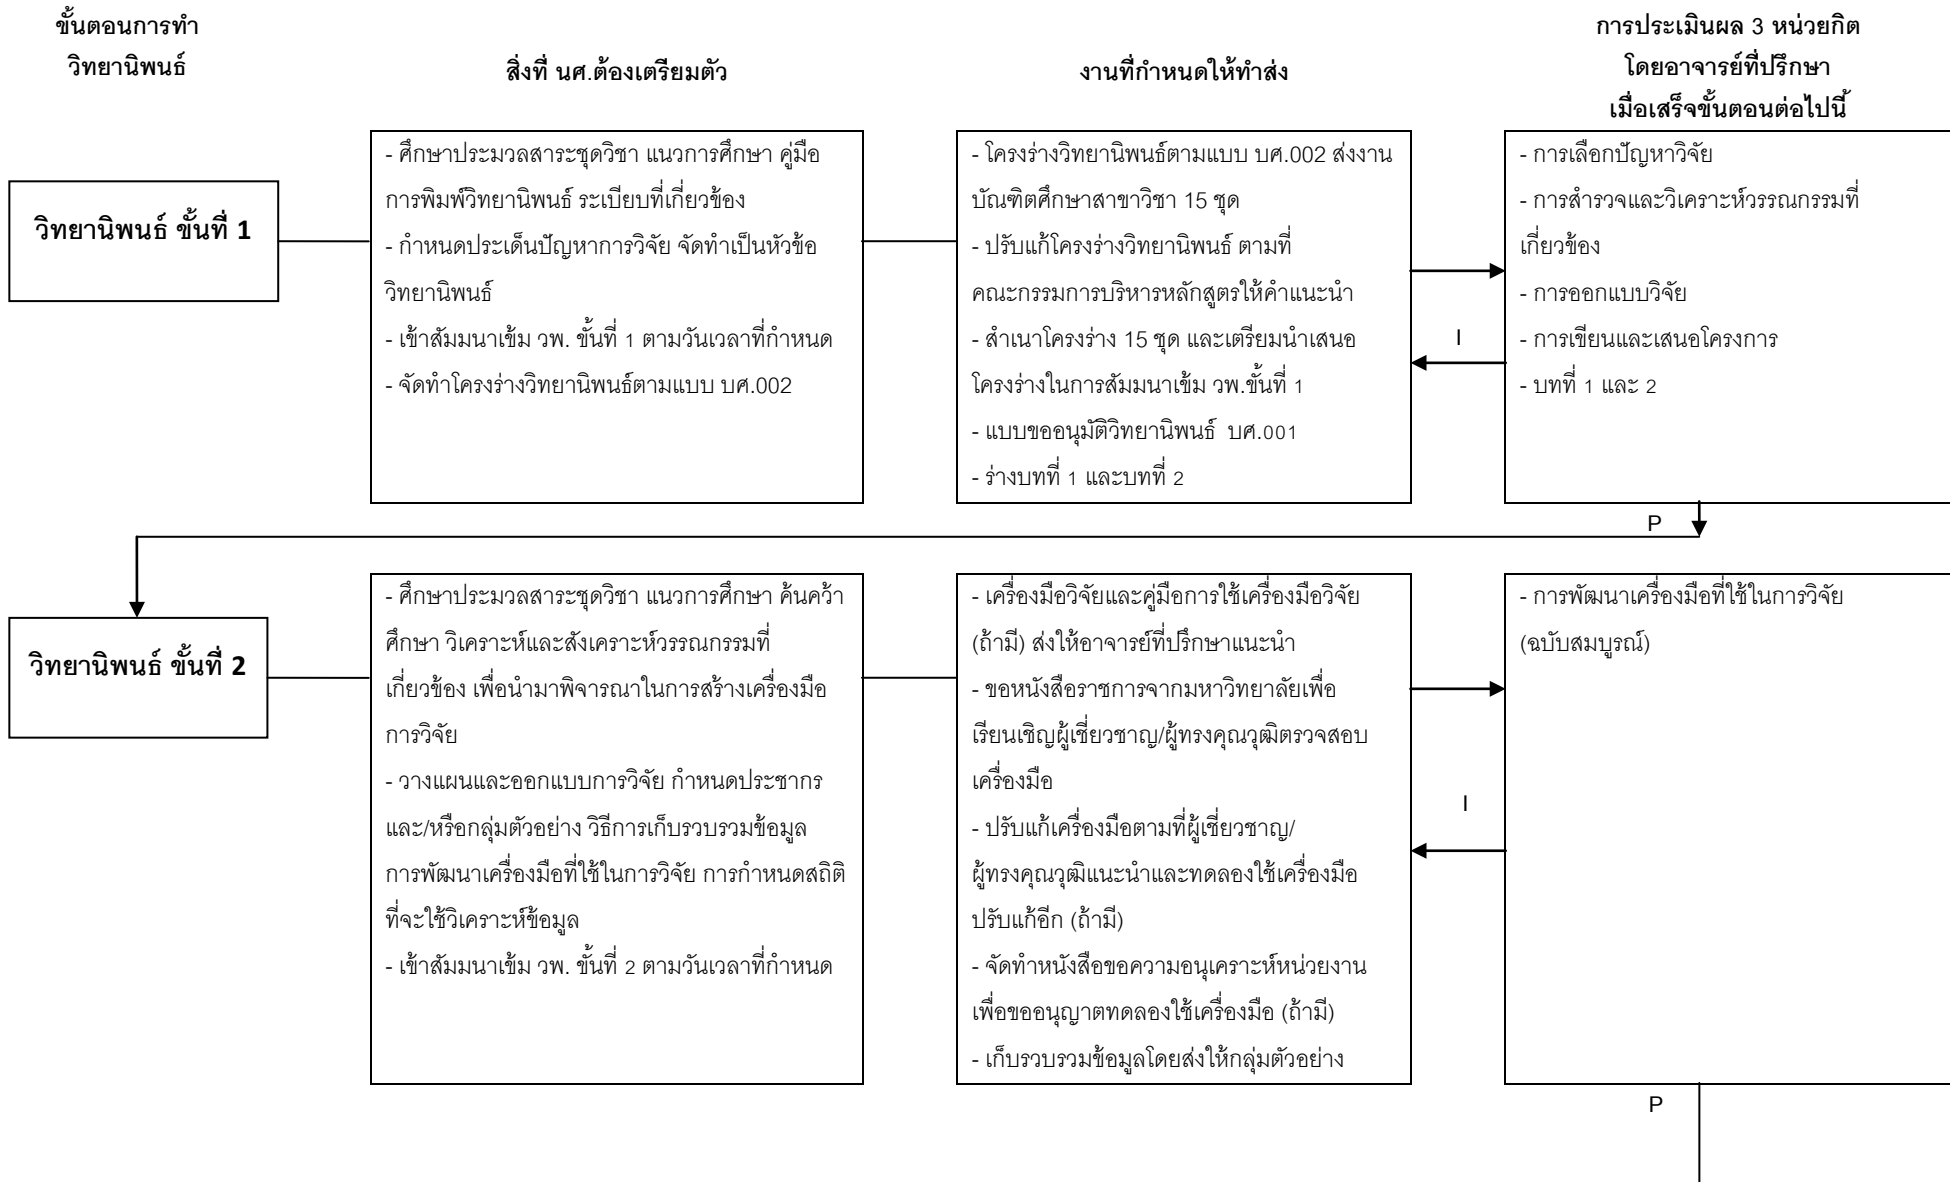 ขั้นตอนการทำ
วิทยานิพนธ์
สิ่งที่ นศ.ต้องเตรียมตัว
งานที่กำหนดให้ทำส่ง
การประเมินผล 3 หน่วยกิต
โดยอาจารย์ที่ปรึกษา
เมื่อเสร็จขั้นตอนต่อไปนี้
วิทยานิพนธ์ ขั้นที่ 1
- ศึกษาประมวลสาระชุดวิชา แนวการศึกษา คู่มือ
การพิมพ์วิทยานิพนธ์ ระเบียบที่เกี่ยวข้อง
- กำหนดประเด็นปัญหาการวิจัย จัดทำเป็นหัวข้อ
วิทยานิพนธ์
- เข้าสัมมนาเข้ม วพ. ขั้นที่ 1 ตามวันเวลาที่กำหนด
- จัดทำโครงร่างวิทยานิพนธ์ตามแบบ บศ.002
- โครงร่างวิทยานิพนธ์ตามแบบ บศ.002 ส่งงาน
บัณฑิตศึกษาสาขาวิชา 15 ชุด
- ปรับแก้โครงร่างวิทยานิพนธ์ ตามที่
คณะกรรมการบริหารหลักสูตรให้คำแนะนำ
- สำเนาโครงร่าง 15 ชุด และเตรียมนำเสนอ
โครงร่างในการสัมมนาเข้ม วพ.ขั้นที่ 1
- แบบขออนุมัติวิทยานิพนธ์ บศ.001
- ร่างบทที่ 1 และบทที่ 2
I
- การเลือกปัญหาวิจัย
- การสำรวจและวิเคราะห์วรรณกรรมที่
เกี่ยวข้อง
- การออกแบบวิจัย
- การเขียนและเสนอโครงการ
- บทที่ 1 และ 2
P
วิทยานิพนธ์ ขั้นที่ 2
- ศึกษาประมวลสาระชุดวิชา แนวการศึกษา ค้นคว้า
ศึกษา วิเคราะห์และสังเคราะห์วรรณกรรมที่
เกี่ยวข้อง เพื่อนำมาพิจารณาในการสร้างเครื่องมือ
การวิจัย
- วางแผนและออกแบบการวิจัย กำหนดประชากร
และ/หรือกลุ่มตัวอย่าง วิธีการเก็บรวบรวมข้อมูล
การพัฒนาเครื่องมือที่ใช้ในการวิจัย การกำหนดสถิติ
ที่จะใช้วิเคราะห์ข้อมูล
- เข้าสัมมนาเข้ม วพ. ขั้นที่ 2 ตามวันเวลาที่กำหนด
- เครื่องมือวิจัยและคู่มือการใช้เครื่องมือวิจัย
(ถ้ามี) ส่งให้อาจารย์ที่ปรึกษาแนะนำ
- ขอหนังสือราชการจากมหาวิทยาลัยเพื่อ
เรียนเชิญผู้เชี่ยวชาญ/ผู้ทรงคุณวุฒิตรวจสอบ
เครื่องมือ
- ปรับแก้เครื่องมือตามที่ผู้เชี่ยวชาญ/
ผู้ทรงคุณวุฒิแนะนำและทดลองใช้เครื่องมือ
ปรับแก้อีก (ถ้ามี)
- จัดทำหนังสือขอความอนุเคราะห์หน่วยงาน
เพื่อขออนุญาตทดลองใช้เครื่องมือ (ถ้ามี)
- เก็บรวบรวมข้อมูลโดยส่งให้กลุ่มตัวอย่าง
I
- การพัฒนาเครื่องมือที่ใช้ในการวิจัย
(ฉบับสมบูรณ์)
P